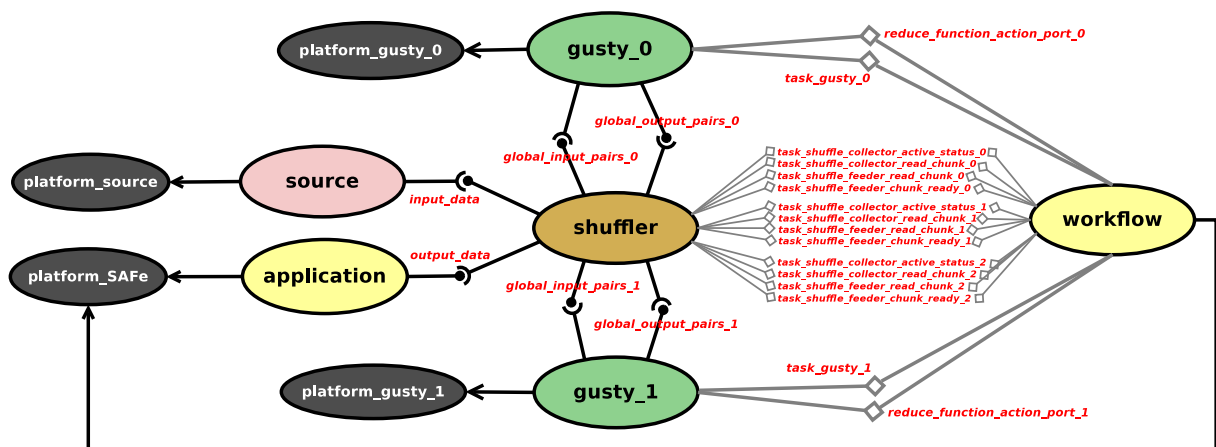 reduce_function_action_port_0
platform_gusty_0
gusty_0
task_gusty_0
global_output_pairs_0
global_input_pairs_0
task_shuffle_collector_active_status_0
task_shuffle_collector_read_chunk_0
task_shuffle_feeder_read_chunk_0
task_shuffle_feeder_chunk_ready_0
platform_source
source
input_data
task_shuffle_collector_active_status_1
task_shuffle_collector_read_chunk_1
task_shuffle_feeder_read_chunk_1
task_shuffle_feeder_chunk_ready_1
shuffler
workflow
output_data
platform_SAFe
application
task_shuffle_collector_active_status_2
task_shuffle_collector_read_chunk_2
task_shuffle_feeder_read_chunk_2
task_shuffle_feeder_chunk_ready_2
global_input_pairs_1
global_output_pairs_1
task_gusty_1
platform_gusty_1
gusty_1
reduce_function_action_port_1